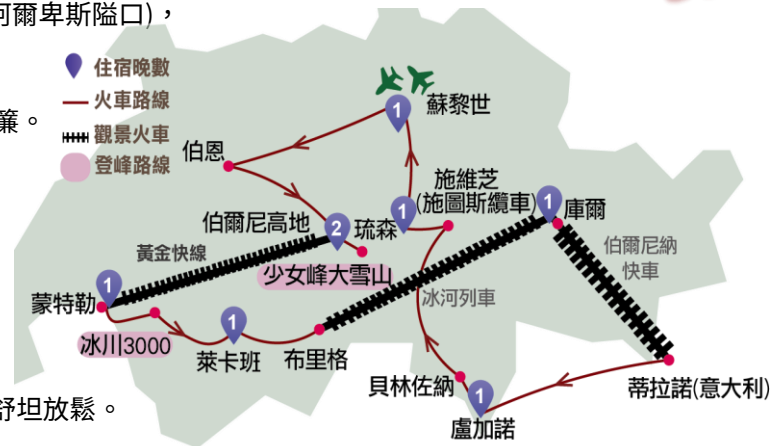 阿爾卑斯隘口)，
住宿晚數
火車路線
簾。
觀景火車
登峰路線
1
蘇黎世
伯恩
施維芝
(施圖斯纜車)
1
庫爾
伯爾尼高地
2
琉森
1
伯爾尼納
快車
黃金快線
少女峰大雪山
1
蒙特勒
冰河列車
冰川3000
1
萊卡班
布里格
貝林佐納
蒂拉諾(意大利)
1
盧加諾
舒坦放鬆。